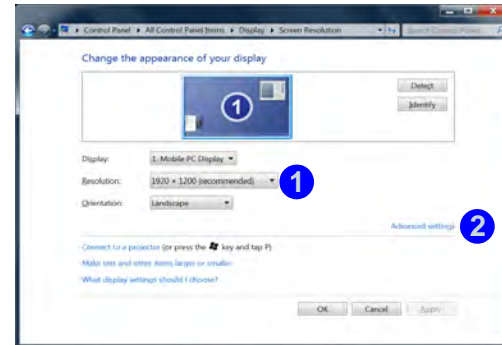 Control Panel ▸ All Control Panel Items ▸ Display ▸ Screen Resolution
Search Control Panel
Change the appearance of your display
1
Detect
Identify
Display: 1. Mobile PC Display
Resolution: 1920 × 1200 (recommended) 1
Orientation: Landscape
Advanced settings 2
Connect to a projector (or press the key and tap P)
Make text and other items larger or smaller
What display settings should I choose?
OK Cancel Apply